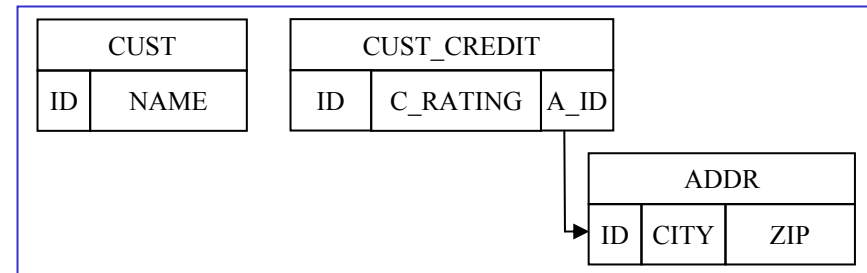 CUST
ID NAME
CUST_CREDIT
ID C_RATING A_ID
ADDR
ID CITY ZIP